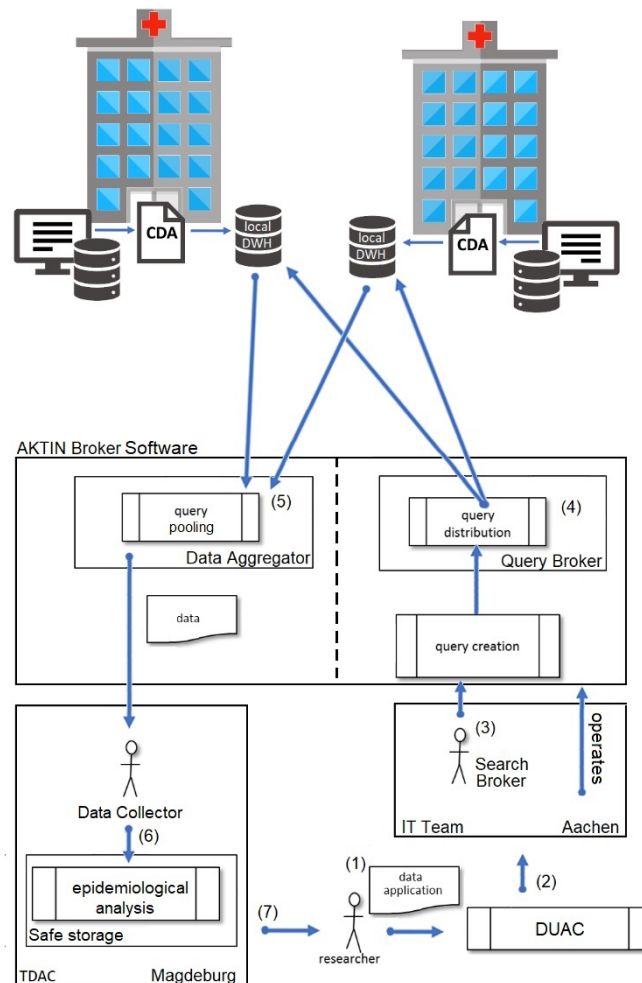 CDA
local
DWH
local
DWH
CDA
AKTIN Broker Software
query
pooling
(5)
Data Aggregator
data
query
distribution
(4)
Query Broker
query creation
(3)
Search
Broker
operates
IT Team
Aachen
Data Collector
(6)
epidemiological
analysis
Safe storage
TDAC
Magdeburg
(7)
(1)
data
application
researcher
(2)
DUAC